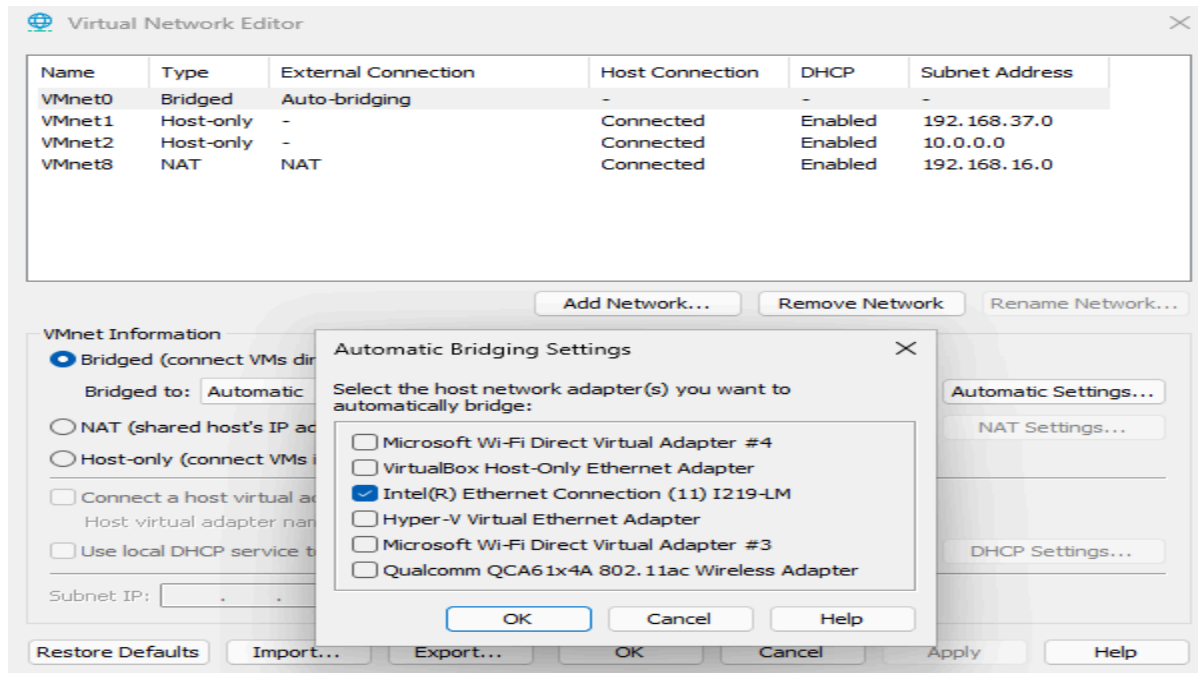 Virtual Network Editor
Name Type External Connection Host Connection DHCP Subnet Address
VMnet0 Bridged Auto-bridging - - -
VMnet1 Host-only - Connected Enabled 192.168.37.0
VMnet2 Host-only - Connected Enabled 10.0.0.0
VMnet8 NAT NAT Connected Enabled 192.168.16.0
Add Network... Remove Network Rename Network...
VMnet Information
Bridged (connect VMs dir
Bridged to: Automatic
Automatic Settings...
NAT (shared host's IP ad
NAT Settings...
Host-only (connect VMs i
Connect a host virtual ad
Host virtual adapter nam
Use local DHCP service t
DHCP Settings...
Subnet IP: . .
Automatic Bridging Settings
Select the host network adapter(s) you want to
automatically bridge:
Microsoft Wi-Fi Direct Virtual Adapter #4
VirtualBox Host-Only Ethernet Adapter
Intel(R) Ethernet Connection (11) I219-LM
Hyper-V Virtual Ethernet Adapter
Microsoft Wi-Fi Direct Virtual Adapter #3
Qualcomm QCA61x4A 802.11ac Wireless Adapter
OK Cancel Help
Restore Defaults Import... Export... OK Cancel Apply Help